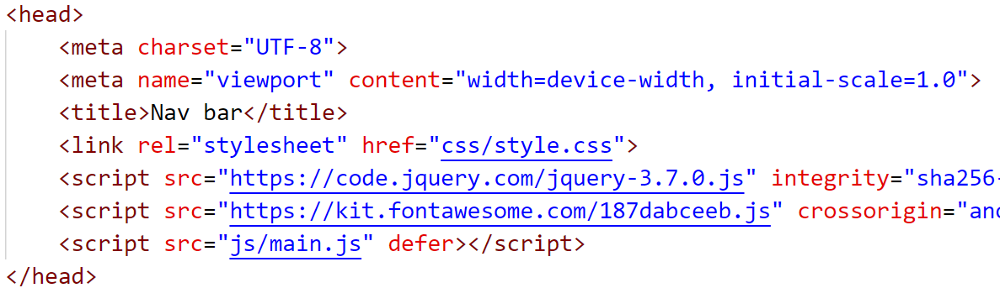 <head>
<meta charset="UTF-8">
<meta name="viewport" content="width=device-width, initial-scale=1.0">
<title>Nav bar</title>
<link rel="stylesheet" href="css/style.css">
<script src="https://code.jquery.com/jquery-3.7.0.js" integrity="sha256-
<script src="https://kit.fontawesome.com/187dabceeb.js" crossorigin="ano
<script src="js/main.js" defer></script>
</head>